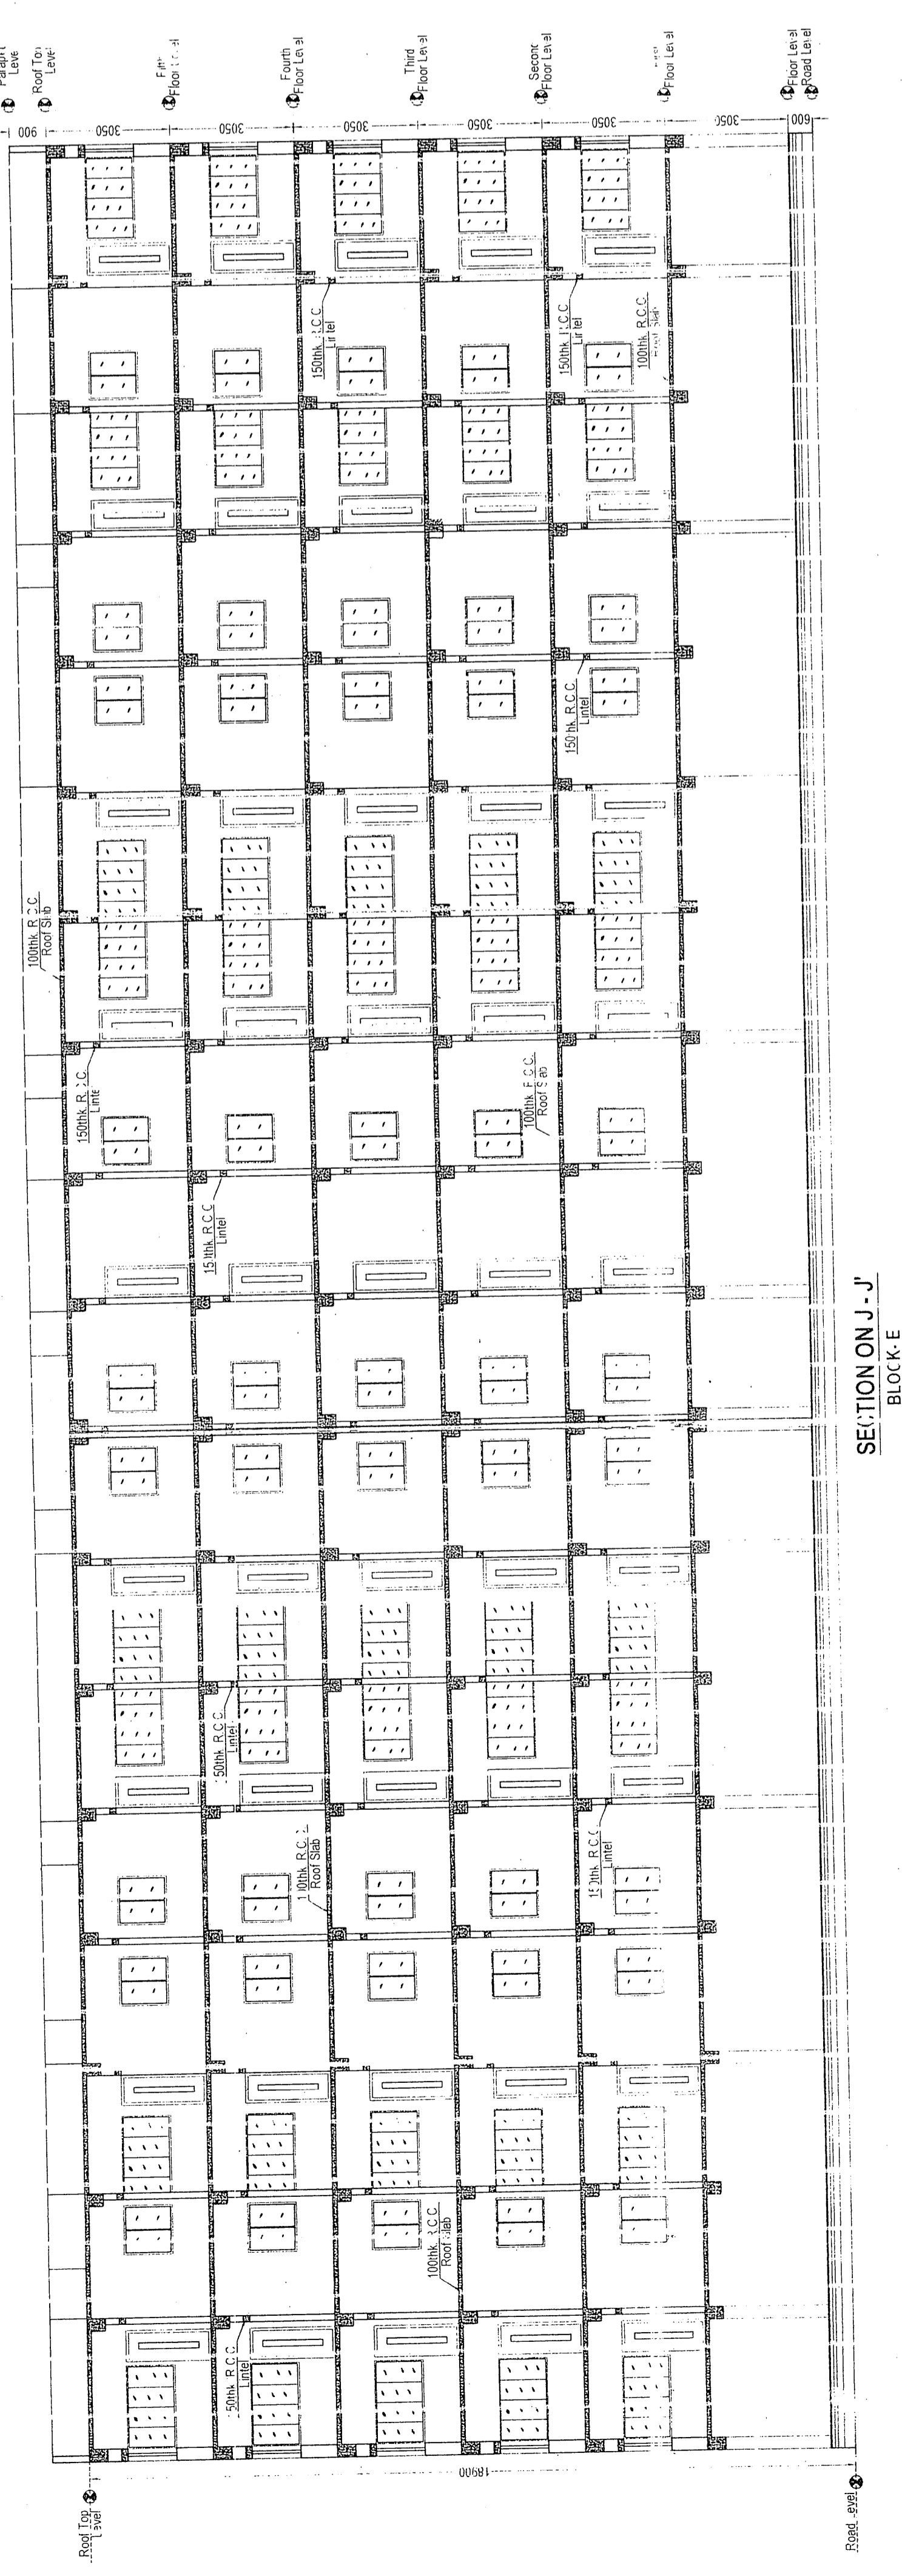 Level
Roof Top
Level
Floor Level
Fourth
Floor Level
Third
Floor Level
Second
Floor Level
Floor Level
Floor Level
Road Level
900
3050
3050
3050
3050
3050
3050
600
150thk R.C.C.
Lintel
150thk R.C.C.
Lintel
100thk R.C.C.
Roof Slab
150thk R.C.C.
Lintel
100thk R.C.C.
Roof Slab
150thk R.C.C.
Lintel
100thk R.C.C.
Roof Slab
150thk R.C.C
Lintel
150thk R.C.C.
Lintel
100thk R.C.C.
Roof Slab
150thk R.C.C.
Lintel
100thk R.C.C.
Roof Slab
150thk R.C.C.
Lintel
18900
Roof Top
Level
Road Level
SECTION ON J - J'
BLOCK- E